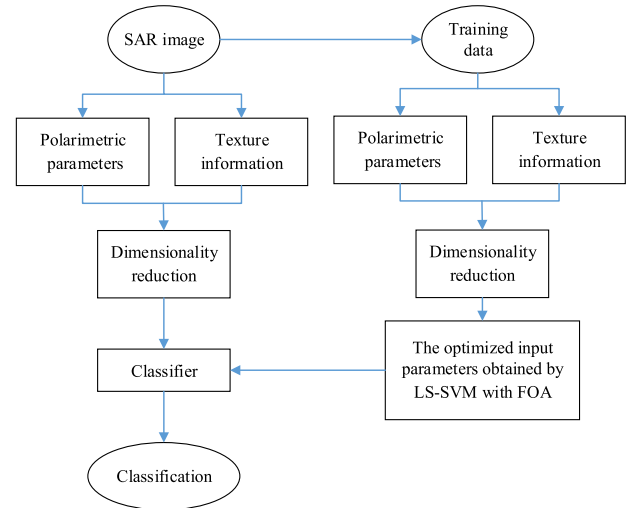 SAR image
Training
data
Polarimetric
parameters
Texture
information
Polarimetric
parameters
Texture
information
Dimensionality
reduction
Dimensionality
reduction
Classifier
The optimized input
parameters obtained by
LS-SVM with FOA
Classification